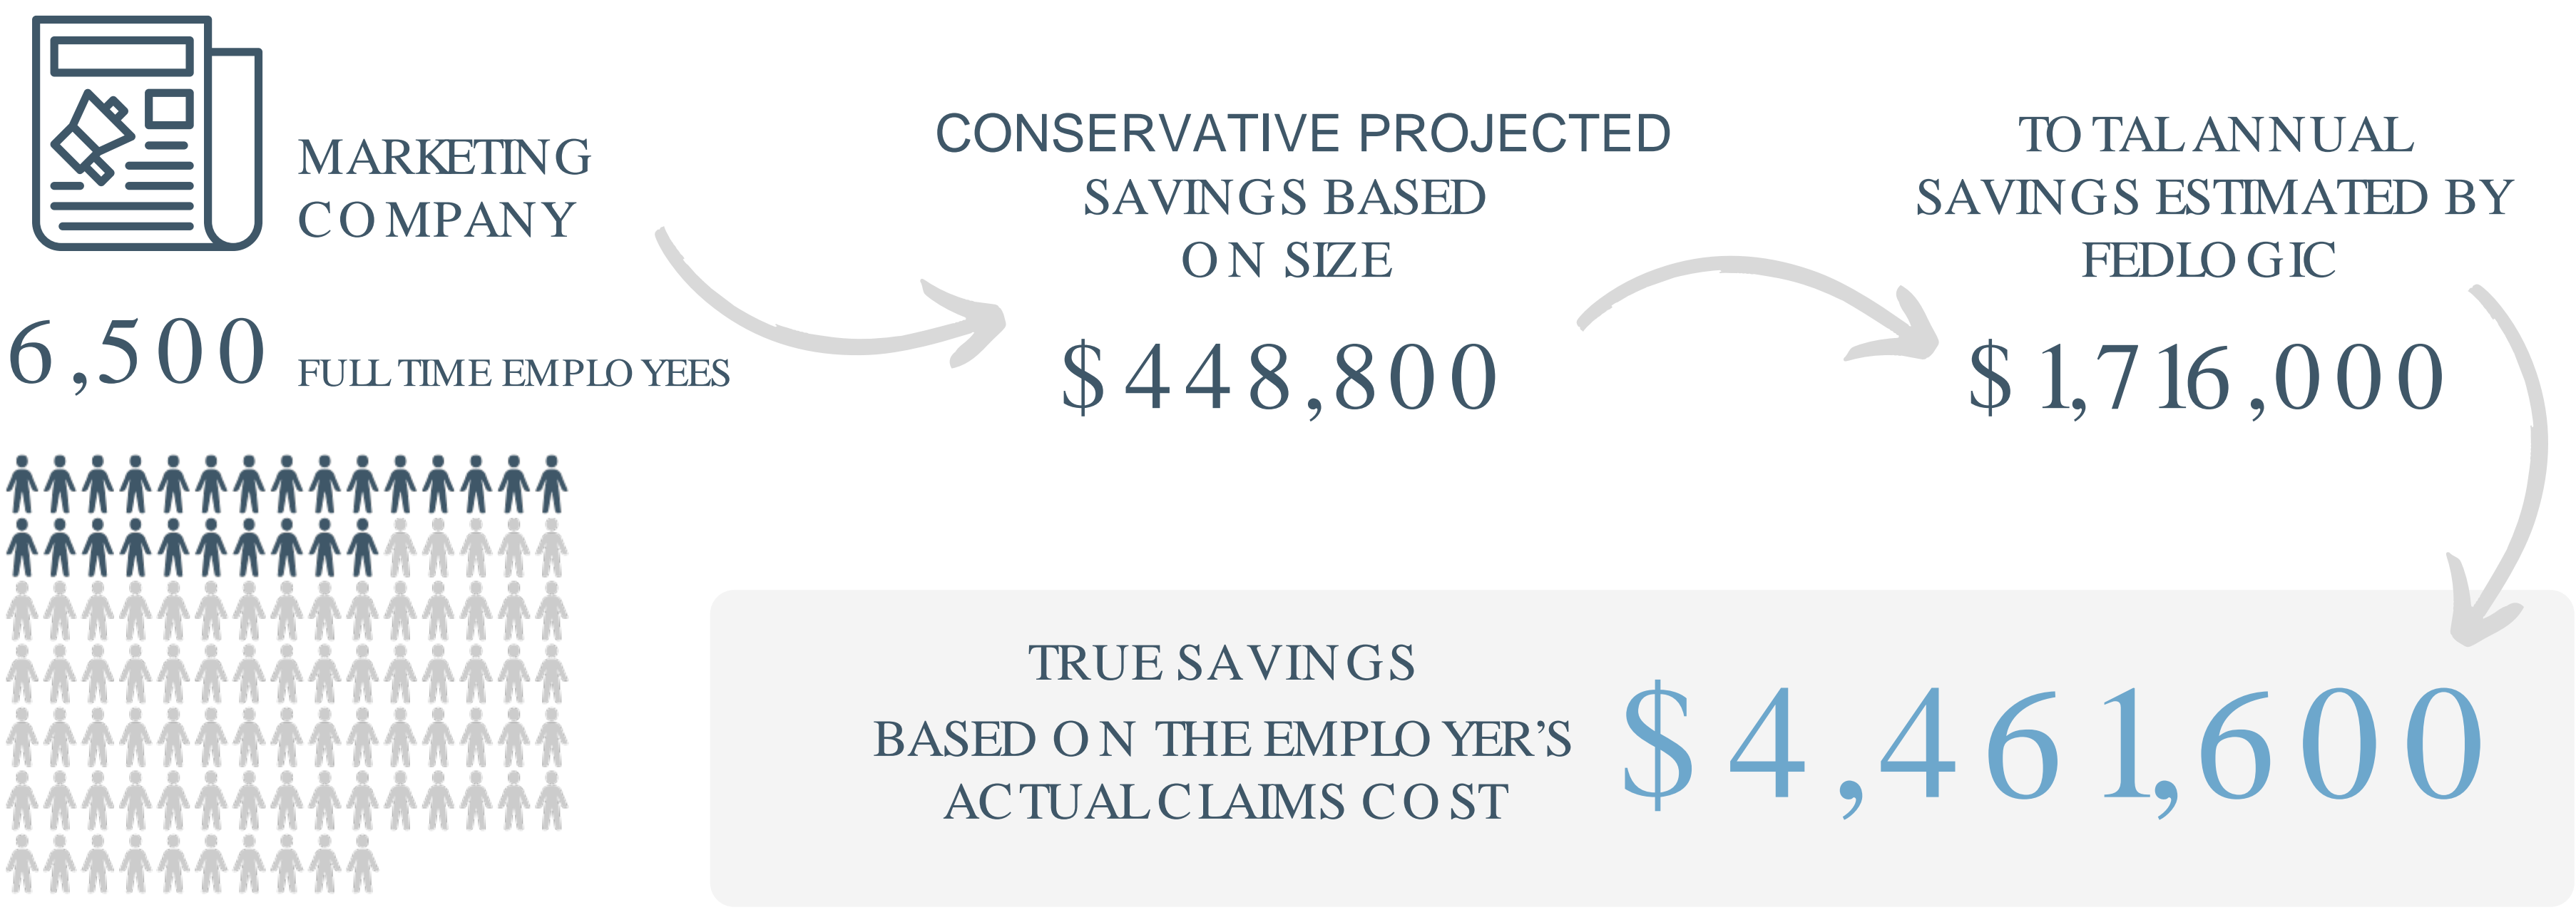 MARKETING
COMPANY
6,500 FULL TIME EMPLOYEES
CONSERVATIVE PROJECTED
SAVINGS BASED
ON SIZE
$448,800
TOTAL ANNUAL
SAVINGS ESTIMATED BY
FEDLOGIC
$1,716,000
TRUE SAVINGS
BASED ON THE EMPLOYER’S
ACTUAL CLAIMS COST
$4,461,600